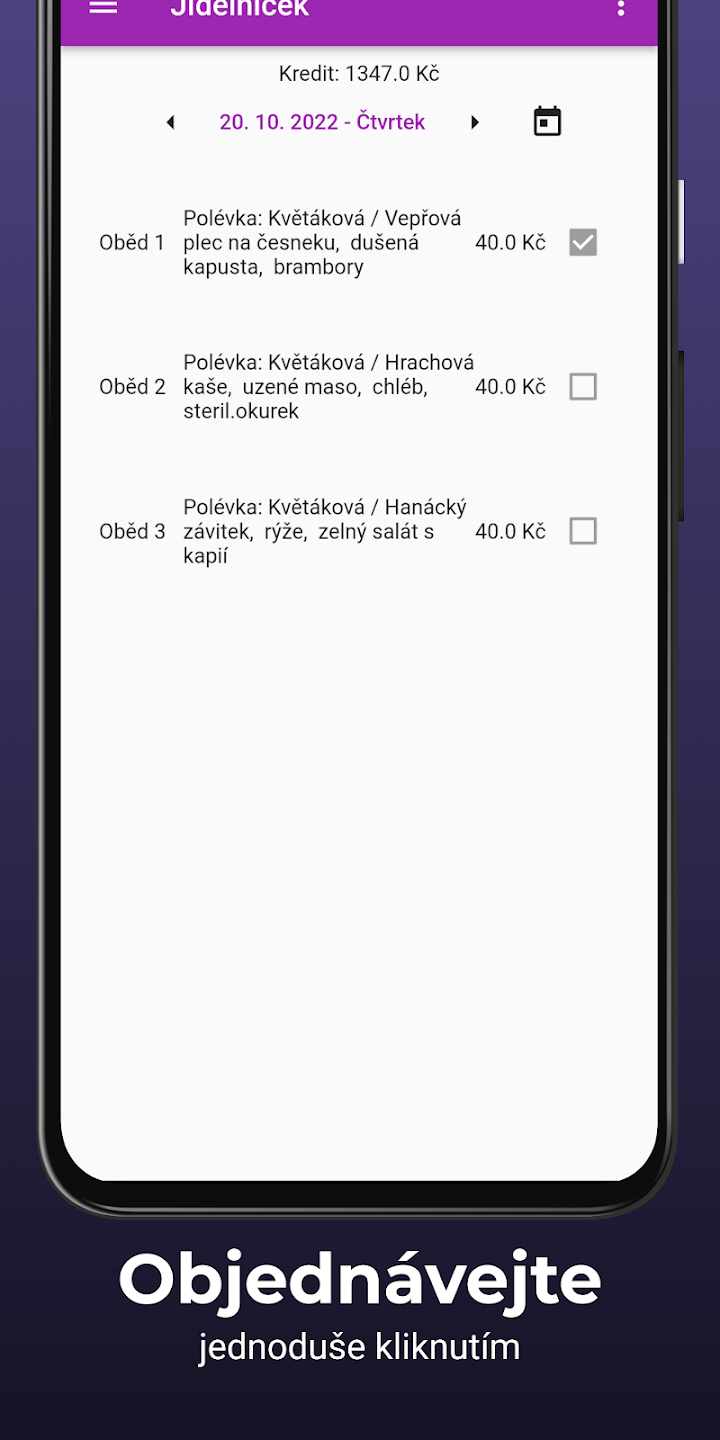 Jídelníček
Kredit: 1347.0 Kč
20. 10. 2022 - Čtvrtek
Polévka: Květáková / Vepřová
Oběd 1 plec na česneku, dušená 40.0 Kč
kapusta, brambory
Polévka: Květáková / Hrachová
Oběd 2 kaše, uzené maso, chléb, 40.0 Kč
steril.okurek
Polévka: Květáková / Hanácký
Oběd 3 závitek, rýže, zelný salát s 40.0 Kč
kapií
Objednávejte
jednoduše kliknutím